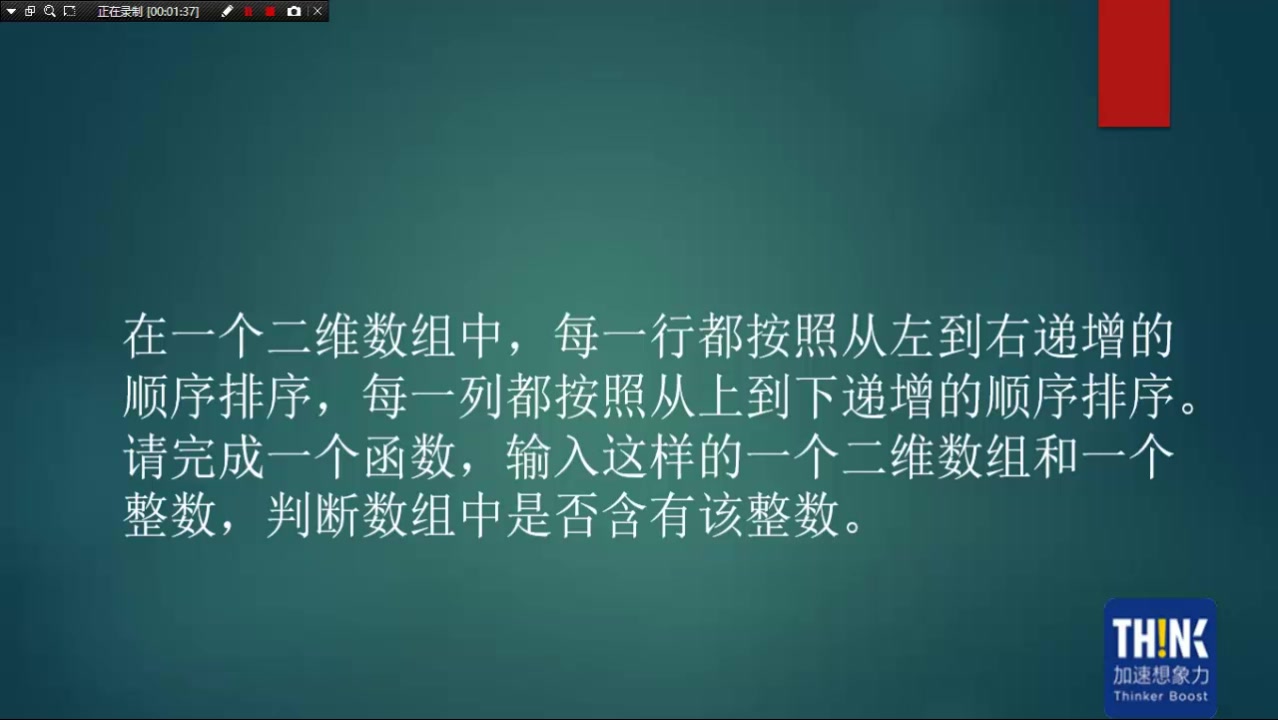 正在录制 [00:01:37]
在一个二维数组中，每一行都按照从左到右递增的
顺序排序，每一列都按照从上到下递增的顺序排序。
请完成一个函数，输入这样的一个二维数组和一个
整数，判断数组中是否含有该整数。
TH!NK
加速想象力
Thinker Boost